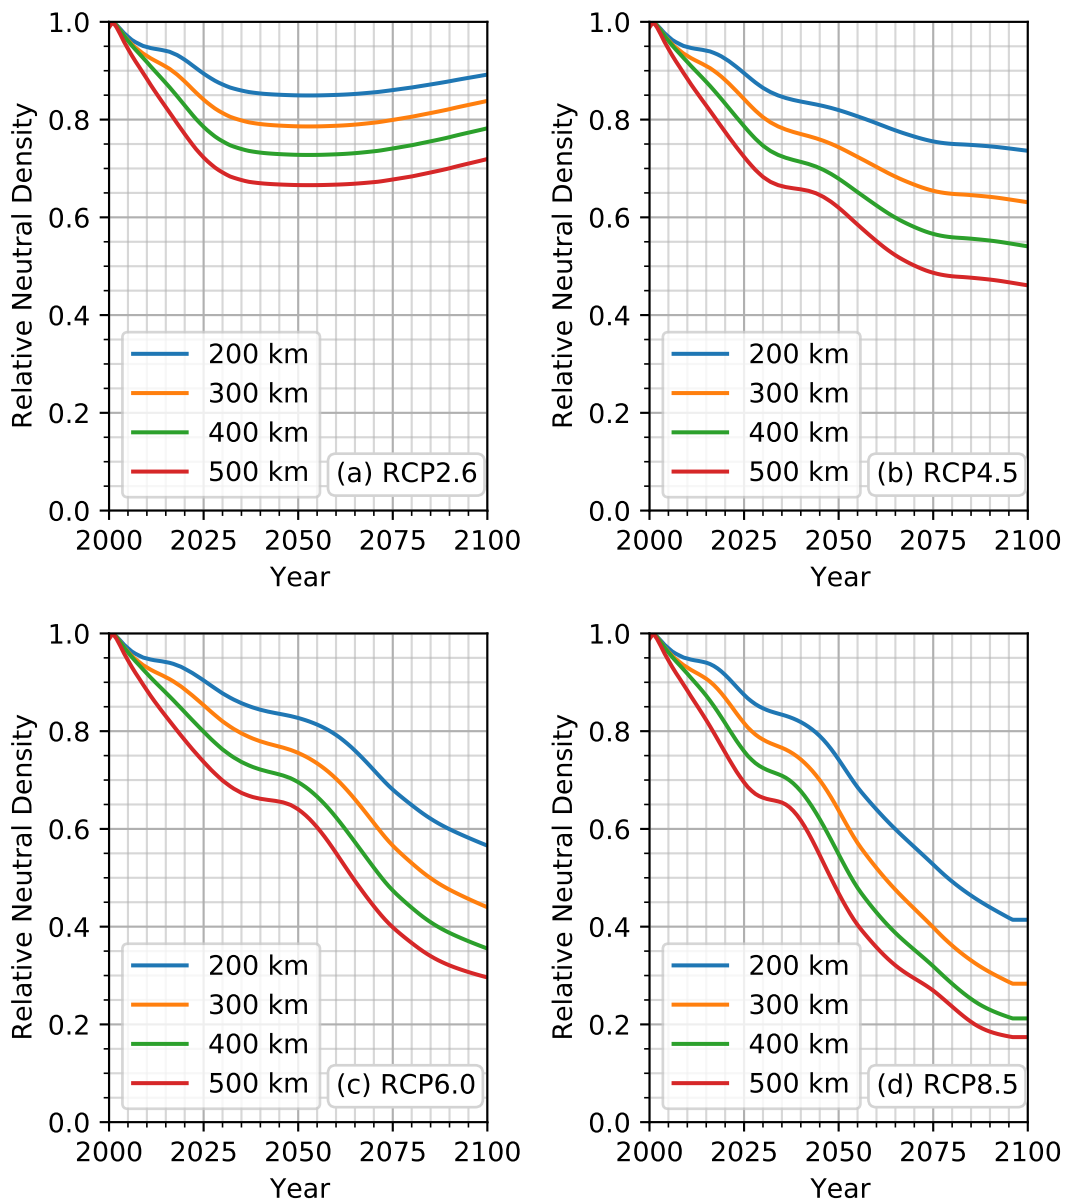 1.0
0.8
0.6
0.4
0.2
0.0
Relative Neutral Density
200 km
300 km
400 km
500 km
(a) RCP2.6
2000 2025 2050 2075 2100
Year
1.0
0.8
0.6
0.4
0.2
0.0
Relative Neutral Density
200 km
300 km
400 km
500 km
(b) RCP4.5
2000 2025 2050 2075 2100
Year
1.0
0.8
0.6
0.4
0.2
0.0
Relative Neutral Density
200 km
300 km
400 km
500 km
(c) RCP6.0
2000 2025 2050 2075 2100
Year
1.0
0.8
0.6
0.4
0.2
0.0
Relative Neutral Density
200 km
300 km
400 km
500 km
(d) RCP8.5
2000 2025 2050 2075 2100
Year